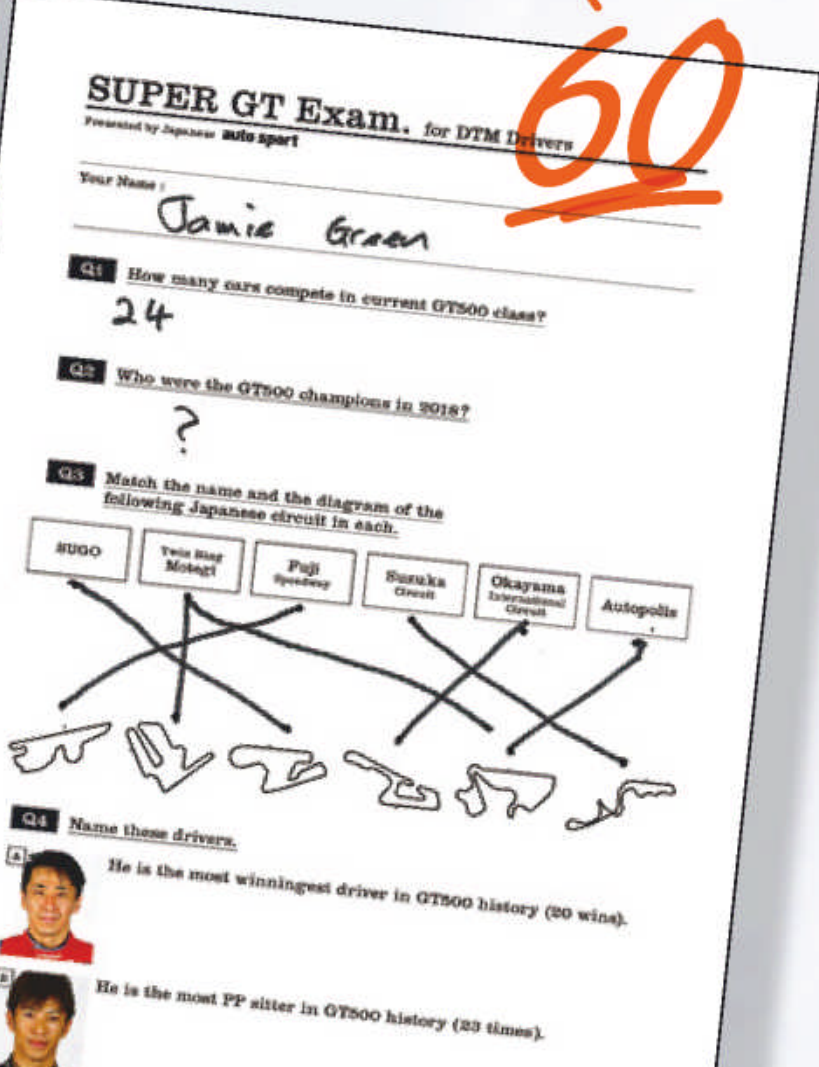 60
SUPER GT Exam. for DTM Drivers
Presented by Japanese auto sport
Your Name :
Jamie Green
Q1 How many cars compete in current GT500 class?
24
Q2 Who were the GT500 champions in 2018?
?
Q3 Match the name and the diagram of the
following Japanese circuit in each.
SUGO
Twin Ring
Motegi
Fuji
Speedway
Suzuka
Circuit
Okayama
International
Circuit
Autopolis
Q4 Name these drivers.
A
He is the most winningest driver in GT500 history (20 wins).
B
He is the most PP sitter in GT500 history (23 times).